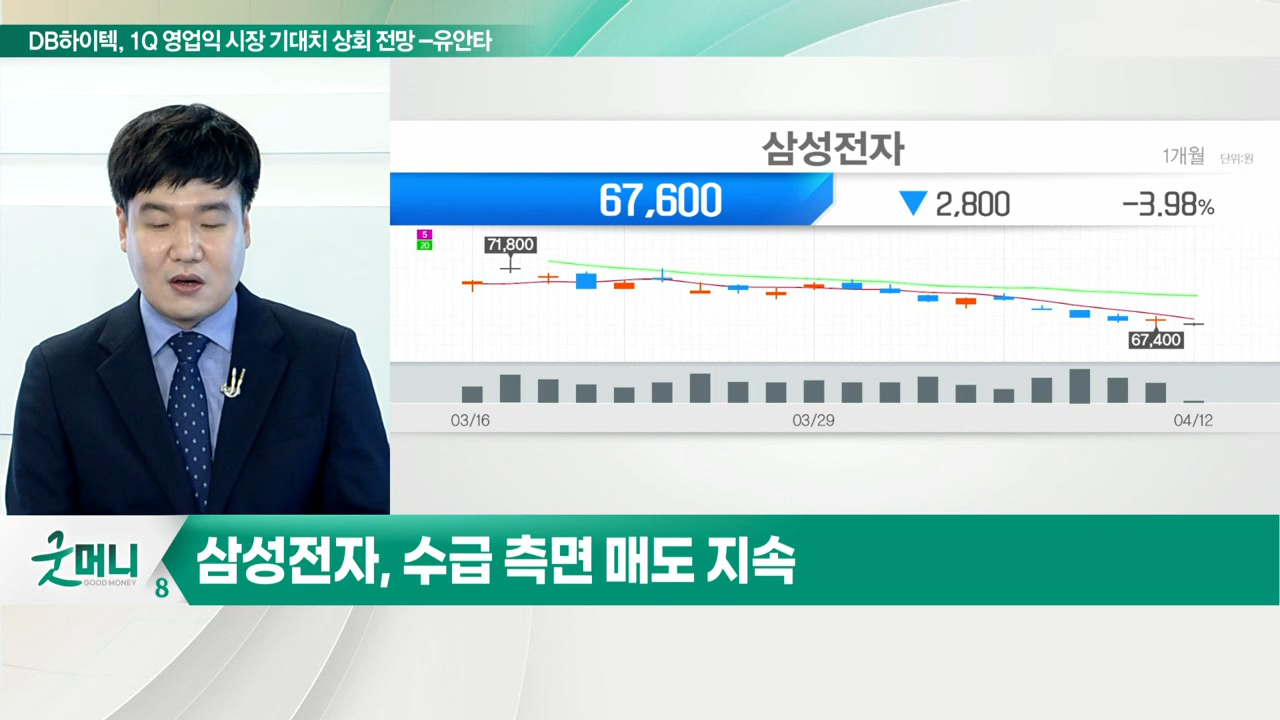 DB하이텍, 1Q 영업익 시장 기대치 상회 전망 –유안타
삼성전자
1개월 단위:원
67,600 ▼ 2,800 -3.98%
5
20
71,800
67,400
03/16 03/29 04/12
굿머니
GOOD MONEY
8
삼성전자, 수급 측면 매도 지속